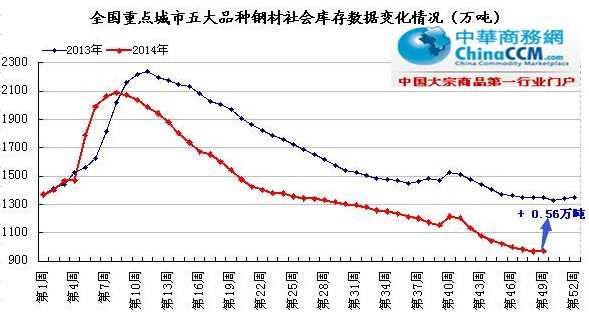 全国重点城市五大品种钢材社会库存数据变化情况（万吨）
2013年
2014年
中華商務網
ChinaCCM.com
China Commodity Marketplace
中国大宗商品第一行业门户
2300
2100
1900
1700
1500
1300
1100
900
+ 0.56万吨
第1周
第4周
第7周
第10周
第13周
第16周
第19周
第22周
第25周
第28周
第31周
第34周
第37周
第40周
第43周
第46周
第49周
第52周